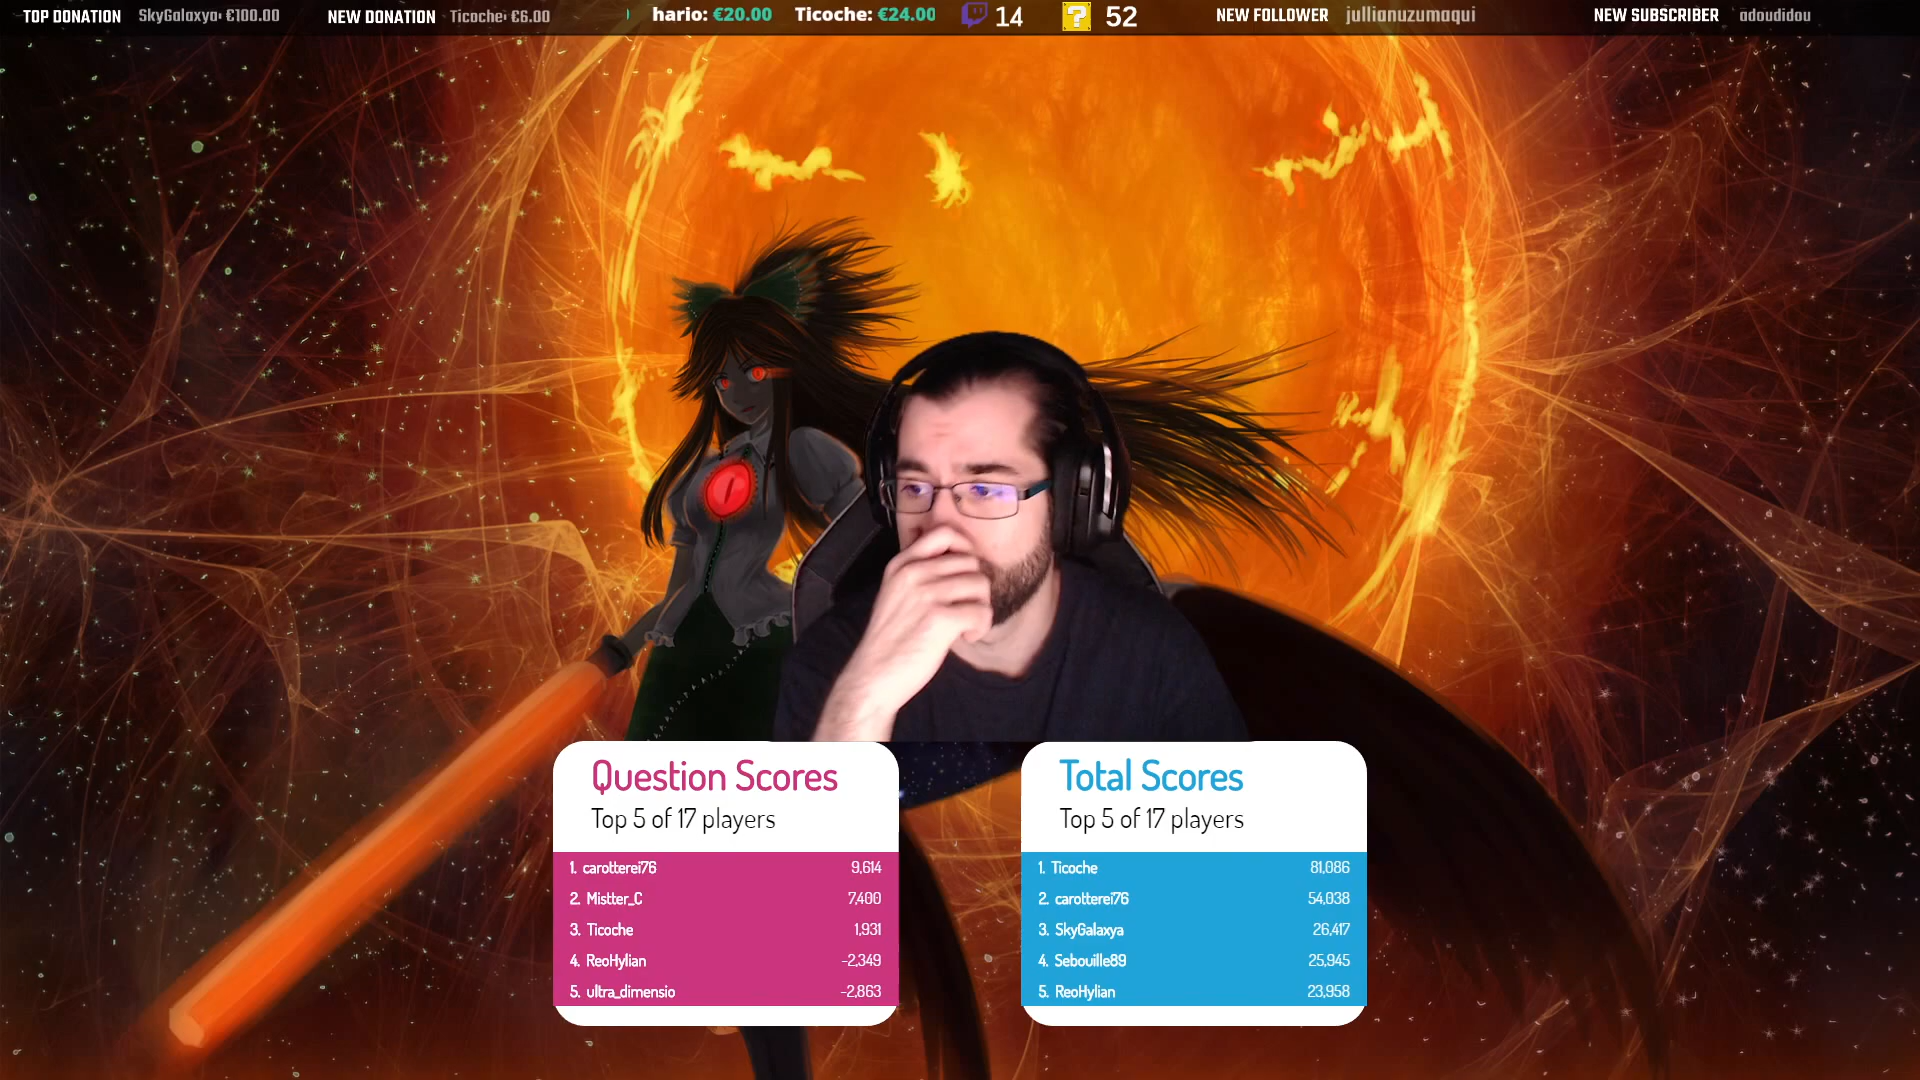 TOP DONATION SkyGalaxya: €100.00 NEW DONATION Ticoche: €6.00 hario: €20.00 Ticoche: €24.00 14 ? 52 NEW FOLLOWER jullianuzumaqui NEW SUBSCRIBER adoudidou
Question Scores
Top 5 of 17 players
1. carotterei76 9,614
2. Mistter_C 7,400
3. Ticoche 1,931
4. ReoHylian -2,349
5. ultra_dimensio -2,863
Total Scores
Top 5 of 17 players
1. Ticoche 81,086
2. carotterei76 54,038
3. SkyGalaxya 26,417
4. Sebouille89 25,945
5. ReoHylian 23,958